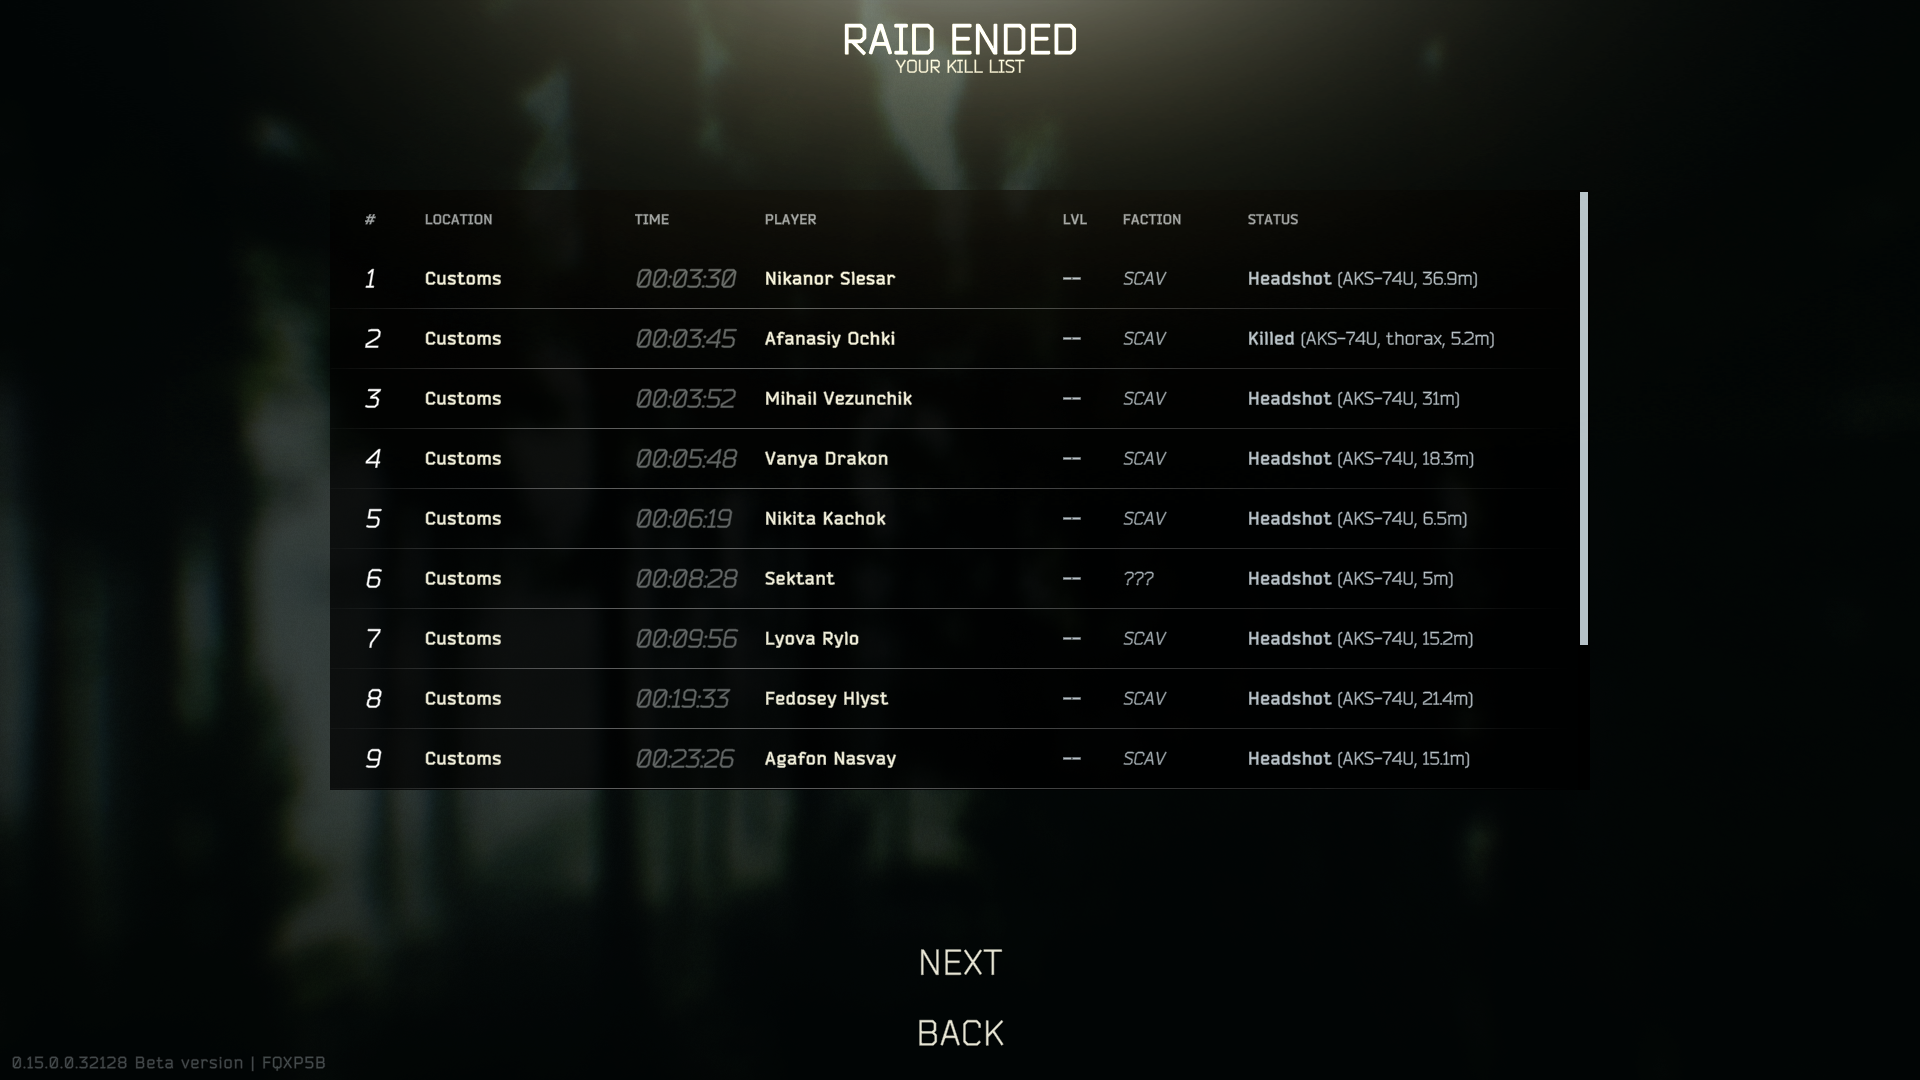 RAID ENDED
YOUR KILL LIST
# LOCATION TIME PLAYER LVL FACTION STATUS
1 Customs 00:03:30 Nikanor Slesar -- SCAV Headshot (AKS-74U, 36.9m)
2 Customs 00:03:45 Afanasiy Ochki -- SCAV Killed (AKS-74U, thorax, 5.2m)
3 Customs 00:03:52 Mihail Vezunchik -- SCAV Headshot (AKS-74U, 31m)
4 Customs 00:05:48 Vanya Drakon -- SCAV Headshot (AKS-74U, 18.3m)
5 Customs 00:06:19 Nikita Kachok -- SCAV Headshot (AKS-74U, 6.5m)
6 Customs 00:08:28 Sektant -- ??? Headshot (AKS-74U, 5m)
7 Customs 00:09:56 Lyova Rylo -- SCAV Headshot (AKS-74U, 15.2m)
8 Customs 00:19:33 Fedosey Hlyst -- SCAV Headshot (AKS-74U, 21.4m)
9 Customs 00:23:26 Agafon Nasvay -- SCAV Headshot (AKS-74U, 15.1m)
NEXT
BACK
0.15.0.0.32128 Beta version | FQXP5B